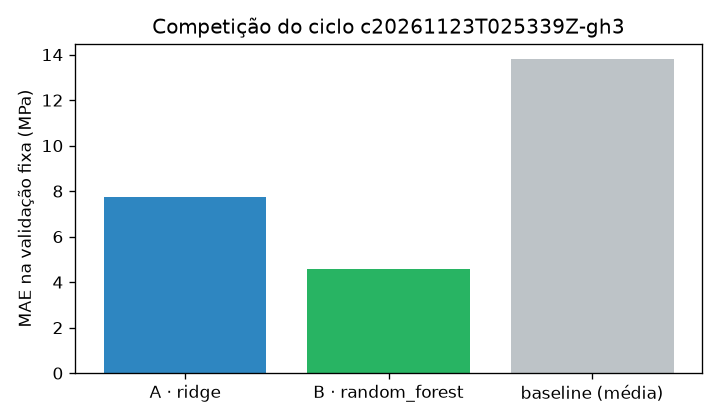 Competição do ciclo c20261123T025339Z-gh3
MAE na validação fixa (MPa)
14
12
10
8
6
4
2
0
A · ridge
B · random_forest
baseline (média)